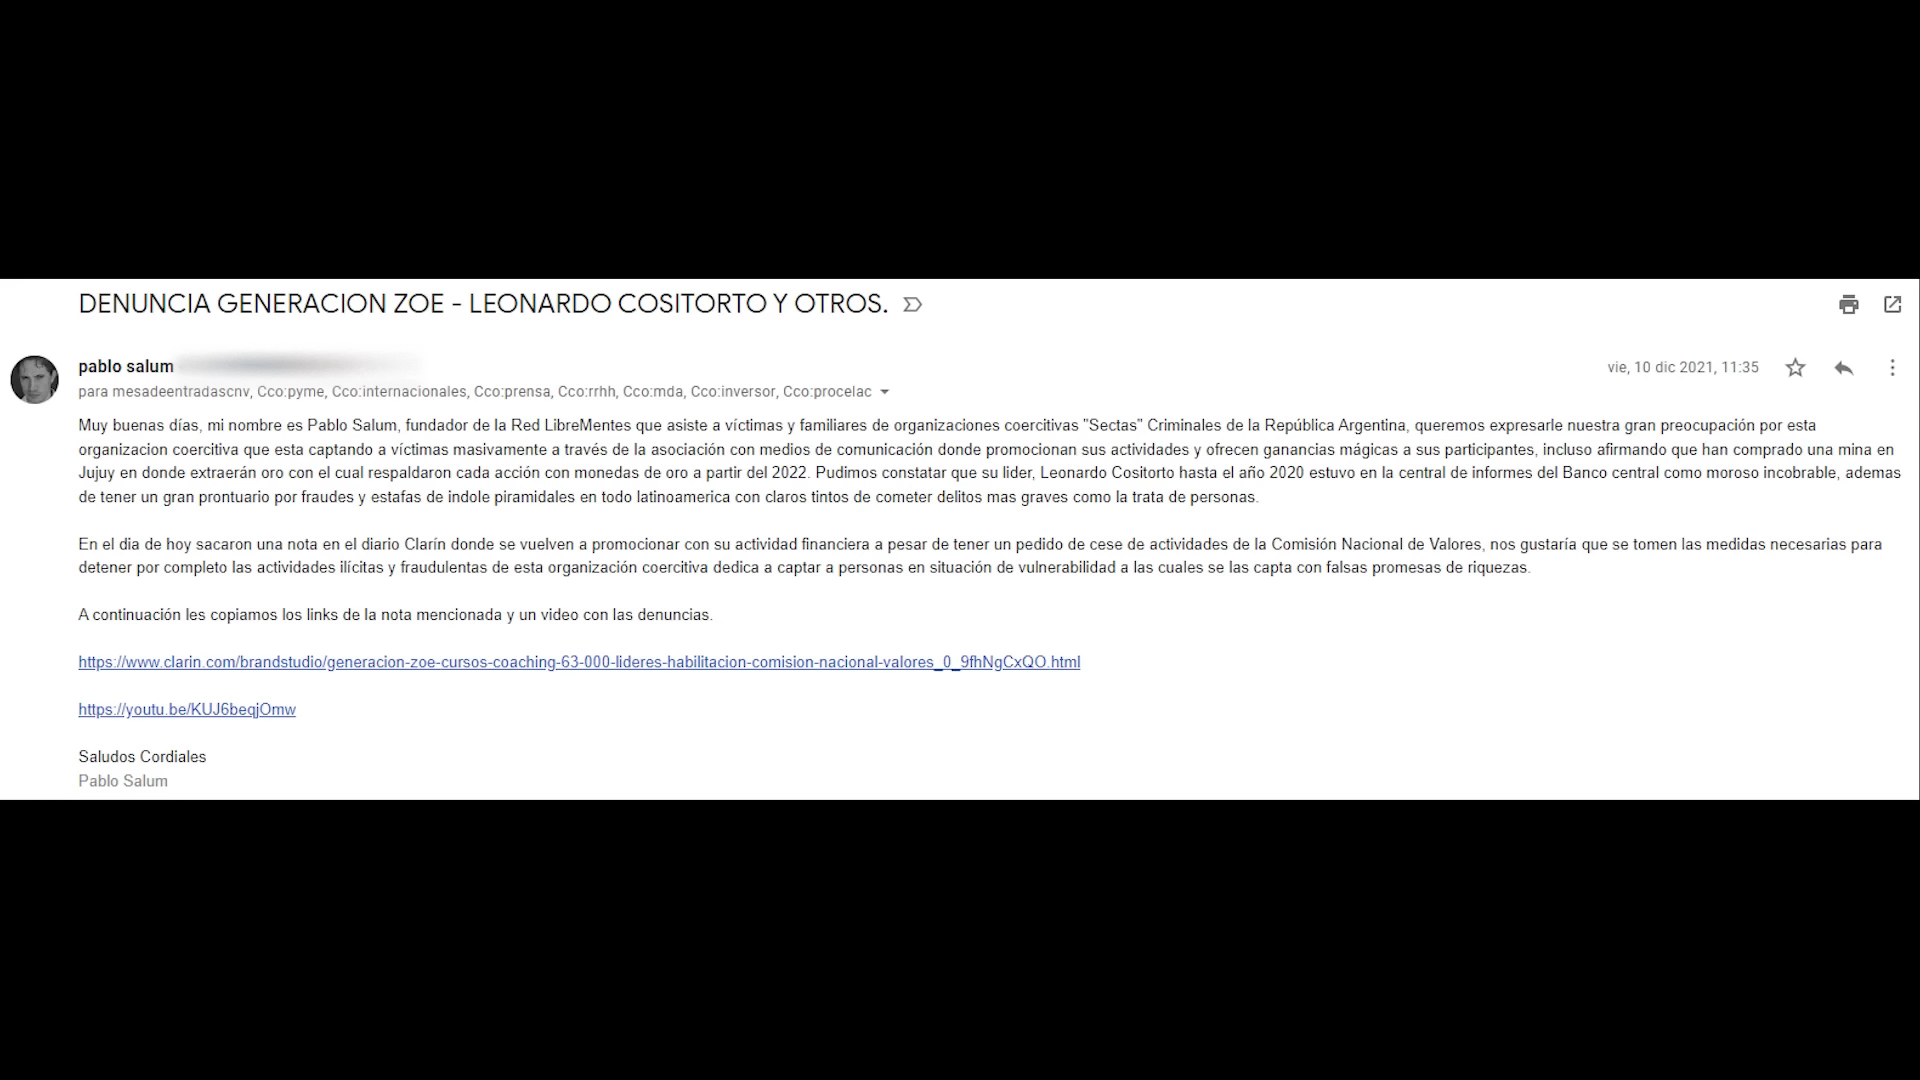 DENUNCIA GENERACION ZOE - LEONARDO COSITORTO Y OTROS.
pablo salum
vie, 10 dic 2021, 11:35
para mesadeentradascnv, Cco:pyme, Cco:internacionales, Cco:prensa, Cco:rrhh, Cco:mda, Cco:inversor, Cco:procelac
Muy buenas días, mi nombre es Pablo Salum, fundador de la Red LibreMentes que asiste a víctimas y familiares de organizaciones coercitivas "Sectas" Criminales de la República Argentina, queremos expresarle nuestra gran preocupación por esta
organizacion coercitiva que esta captando a víctimas masivamente a través de la asociación con medios de comunicación donde promocionan sus actividades y ofrecen ganancias mágicas a sus participantes, incluso afirmando que han comprado una mina en
Jujuy en donde extraerán oro con el cual respaldaron cada acción con monedas de oro a partir del 2022. Pudimos constatar que su lider, Leonardo Cositorto hasta el año 2020 estuvo en la central de informes del Banco central como moroso incobrable, ademas
de tener un gran prontuario por fraudes y estafas de indole piramidales en todo latinoamerica con claros tintos de cometer delitos mas graves como la trata de personas.
En el dia de hoy sacaron una nota en el diario Clarín donde se vuelven a promocionar con su actividad financiera a pesar de tener un pedido de cese de actividades de la Comisión Nacional de Valores, nos gustaría que se tomen las medidas necesarias para
detener por completo las actividades ilícitas y fraudulentas de esta organización coercitiva dedica a captar a personas en situación de vulnerabilidad a las cuales se las capta con falsas promesas de riquezas.
A continuación les copiamos los links de la nota mencionada y un video con las denuncias.
https://www.clarin.com/brandstudio/generacion-zoe-cursos-coaching-63-000-lideres-habilitacion-comision-nacional-valores_0_9fhNgCxQO.html
https://youtu.be/KUJ6beqjOmw
Saludos Cordiales
Pablo Salum